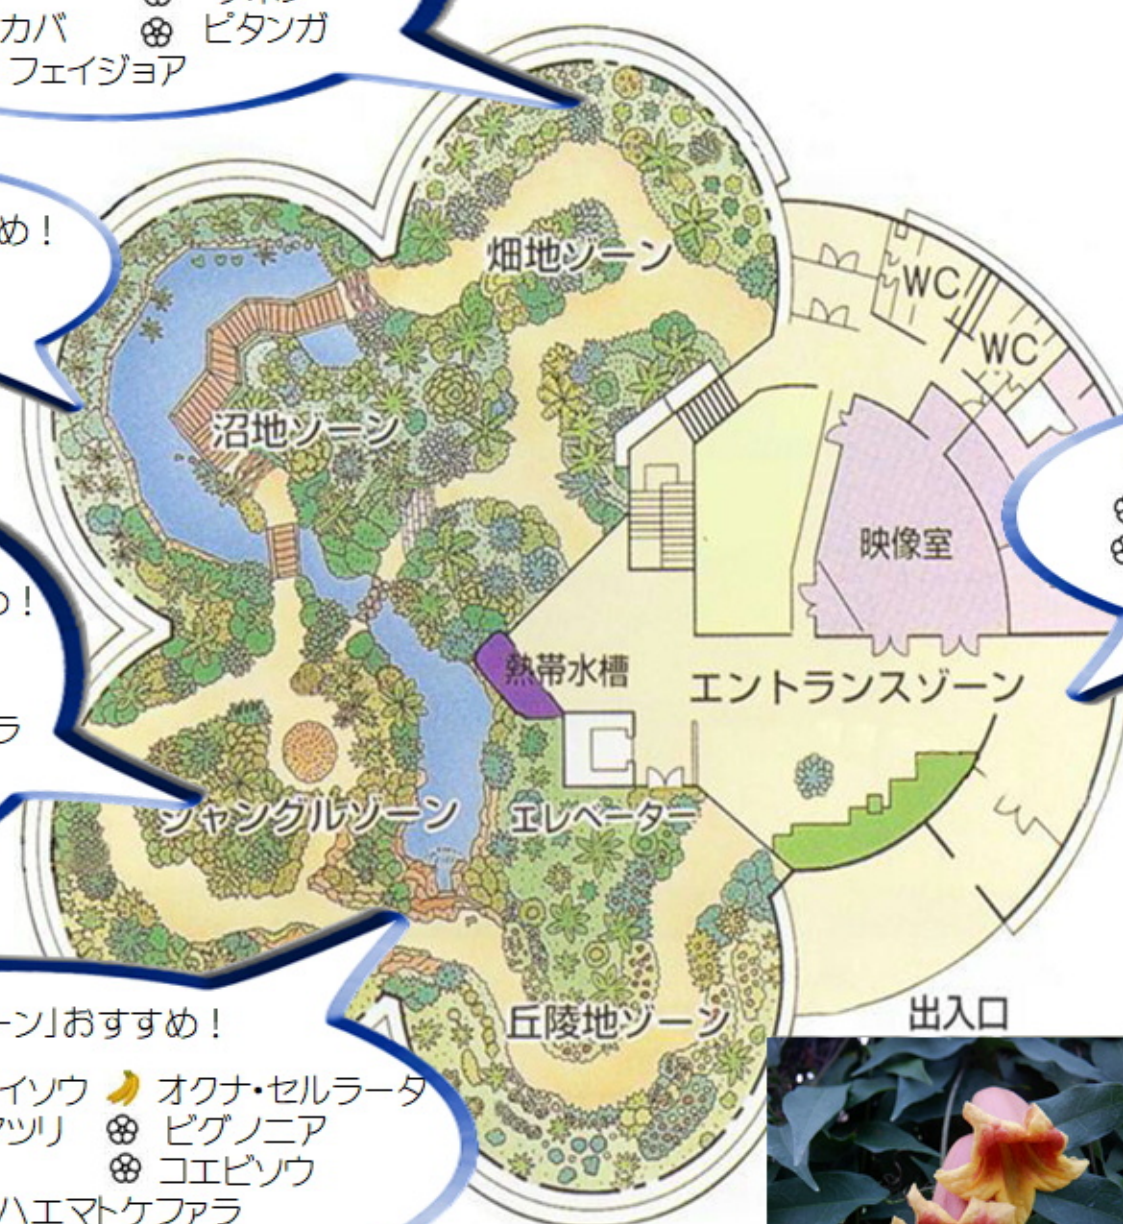 カバ ピタンガ
フェイジョア
め！
畑地ゾーン
WC
WC
沼地ゾーン
映像室
め！
熱帯水槽
エントランスゾーン
ラ
ジャングルゾーン
エレベーター
丘陵地ゾーン
出入口
ーン」おすすめ！
イソウ オクナ・セルラータ
アツリ ビグノニア
コエビソウ
ハエマトケファラ